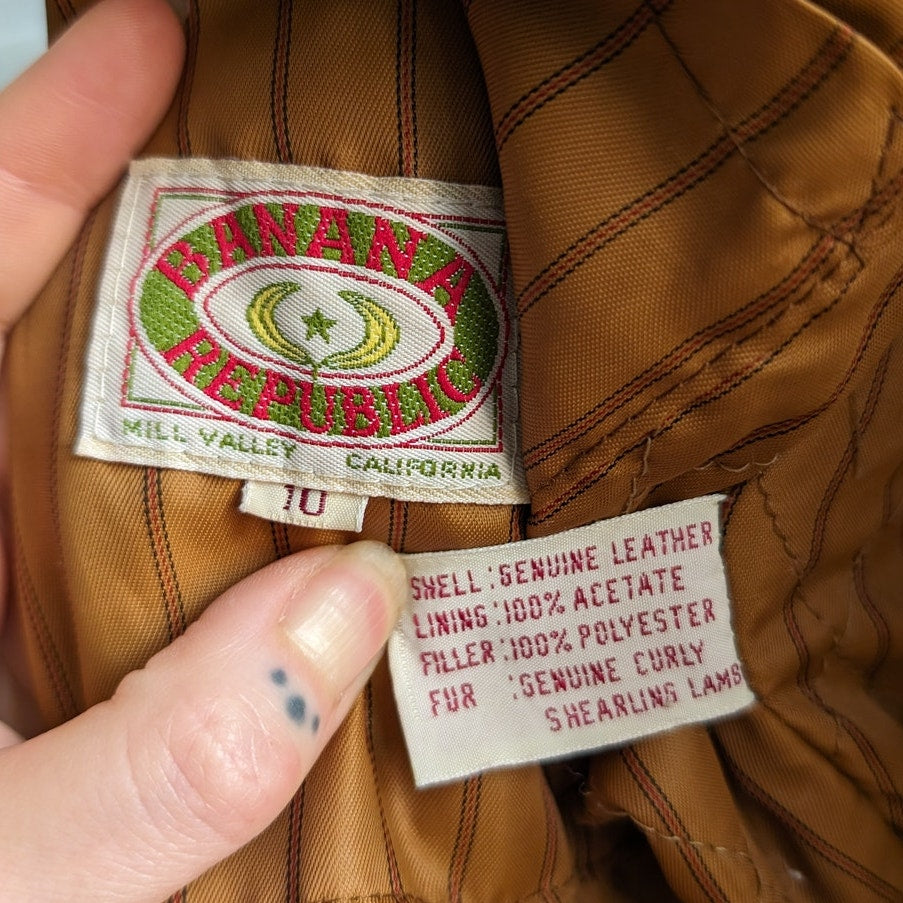 BANANA
REPUBLIC
MILL VALLEY CALIFORNIA
10
SHELL :GENUINE LEATHER
LINING :100% ACETATE
FILLER :100% POLYESTER
FUR :GENUINE CURLY
SHEARLING LAMB